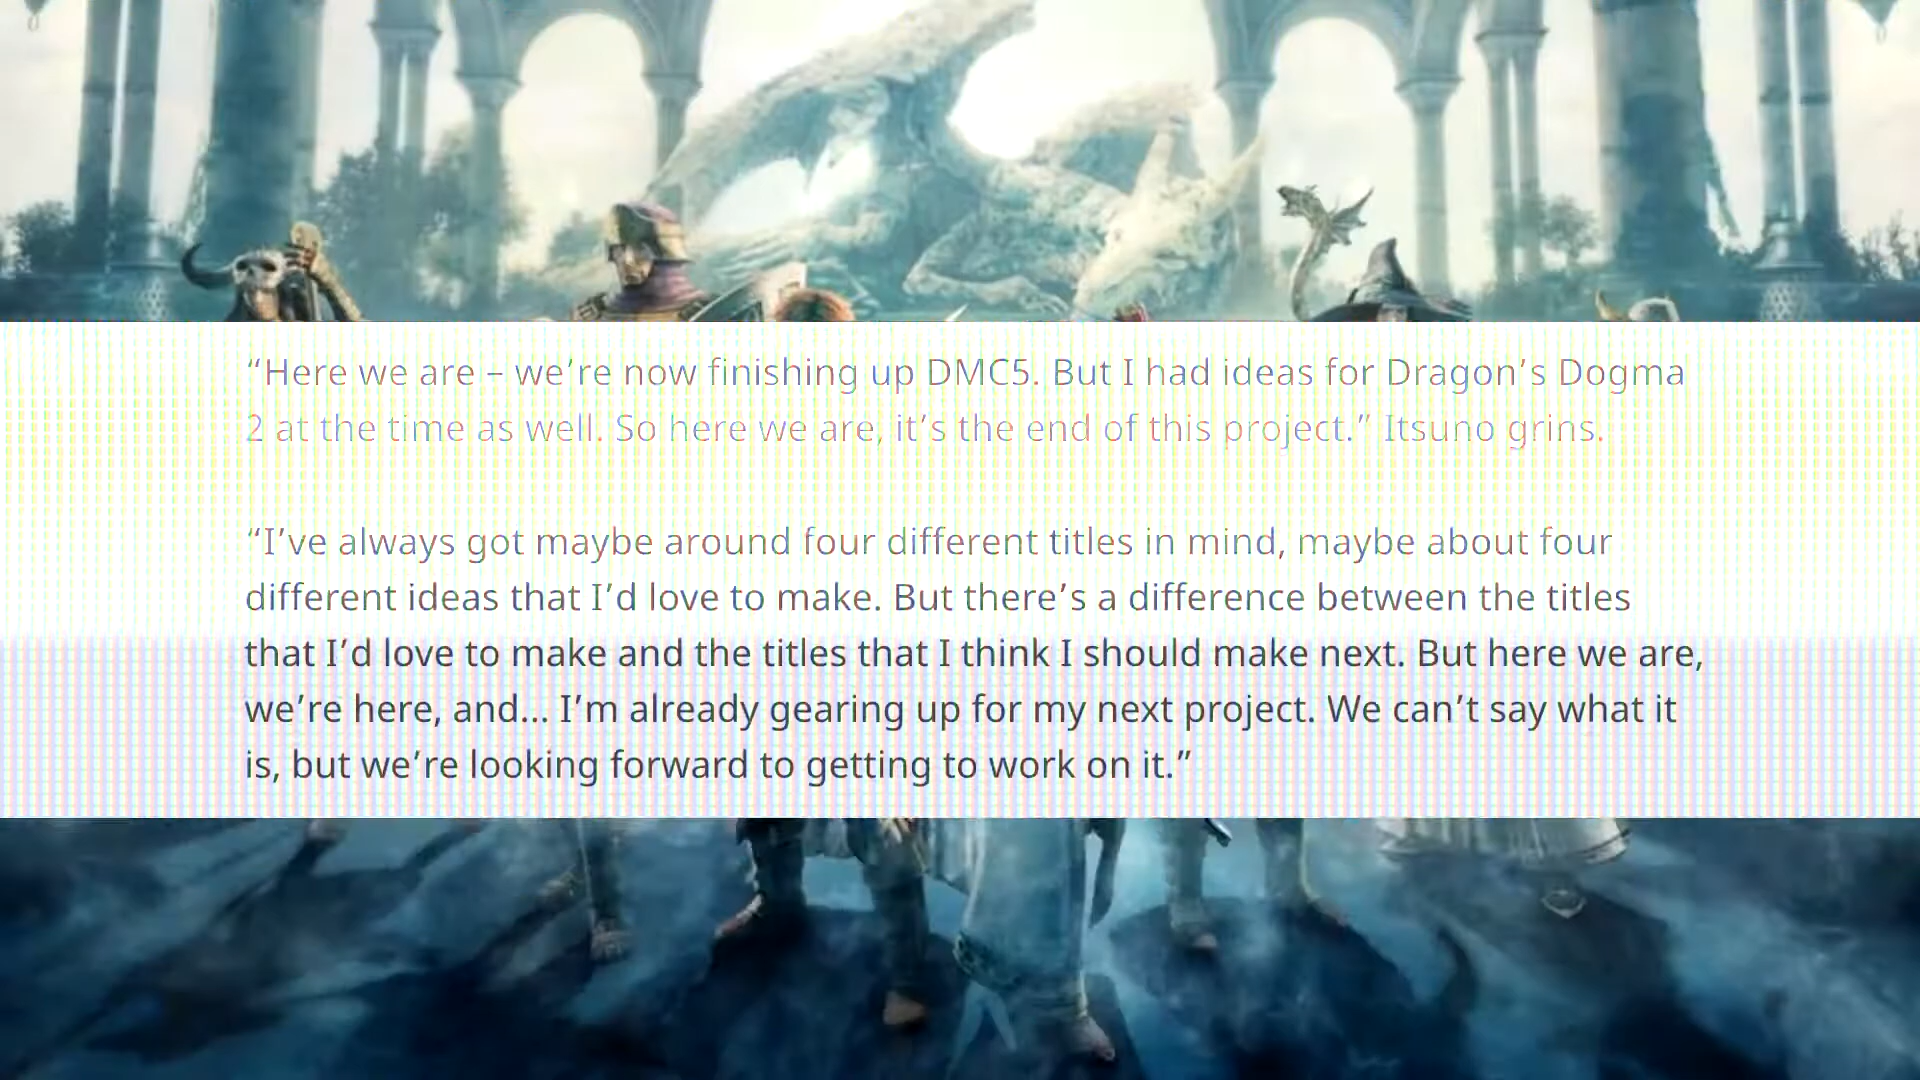 “Here we are – we’re now finishing up DMC5. But I had ideas for Dragon’s Dogma
2 at the time as well. So here we are, it’s the end of this project.” Itsuno grins.
“I’ve always got maybe around four different titles in mind, maybe about four
different ideas that I’d love to make. But there’s a difference between the titles
that I’d love to make and the titles that I think I should make next. But here we are,
we’re here, and... I’m already gearing up for my next project. We can’t say what it
is, but we’re looking forward to getting to work on it.”